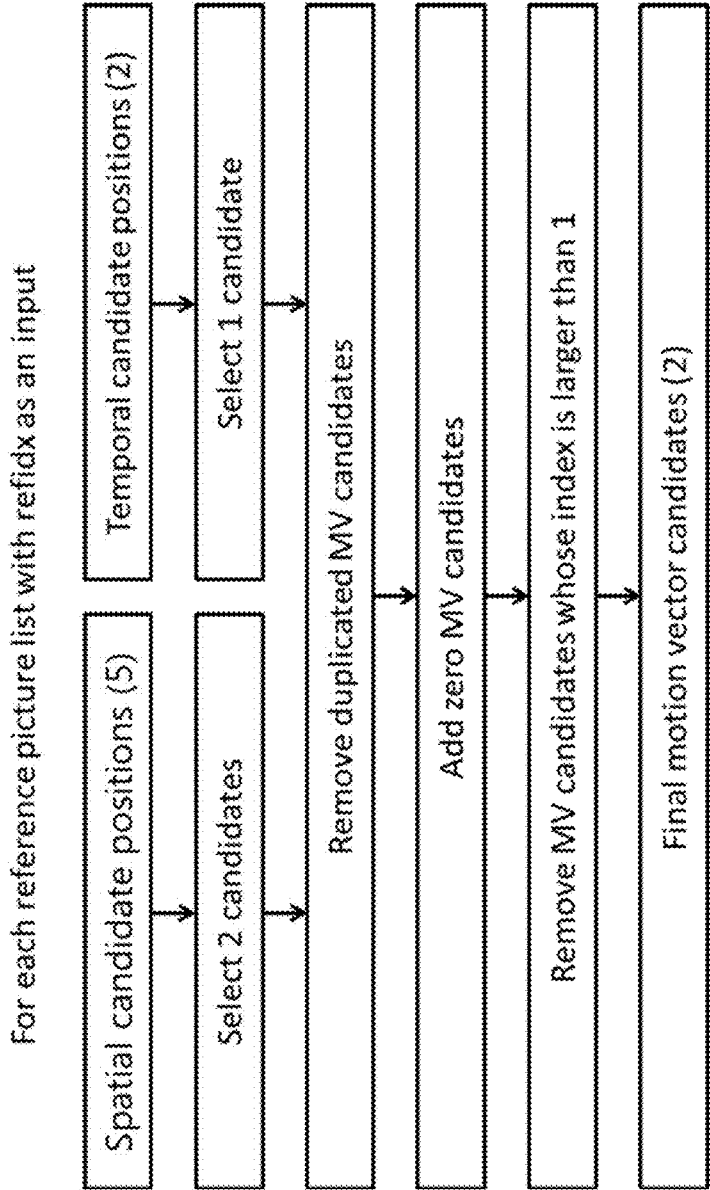 For each reference picture list with refidx as an input
Spatial candidate positions (5)
Temporal candidate positions (2)
Select 2 candidates
Select 1 candidate
Remove duplicated MV candidates
Add zero MV candidates
Remove MV candidates whose index is larger than 1
Final motion vector candidates (2)